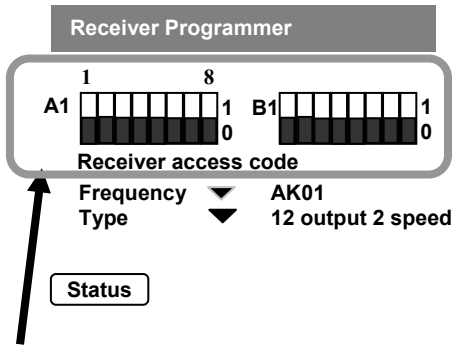 Receiver Programmer
1 8
A1 1 B1 1
0 0
Receiver access code
Frequency AK01
Type 12 output 2 speed
Status